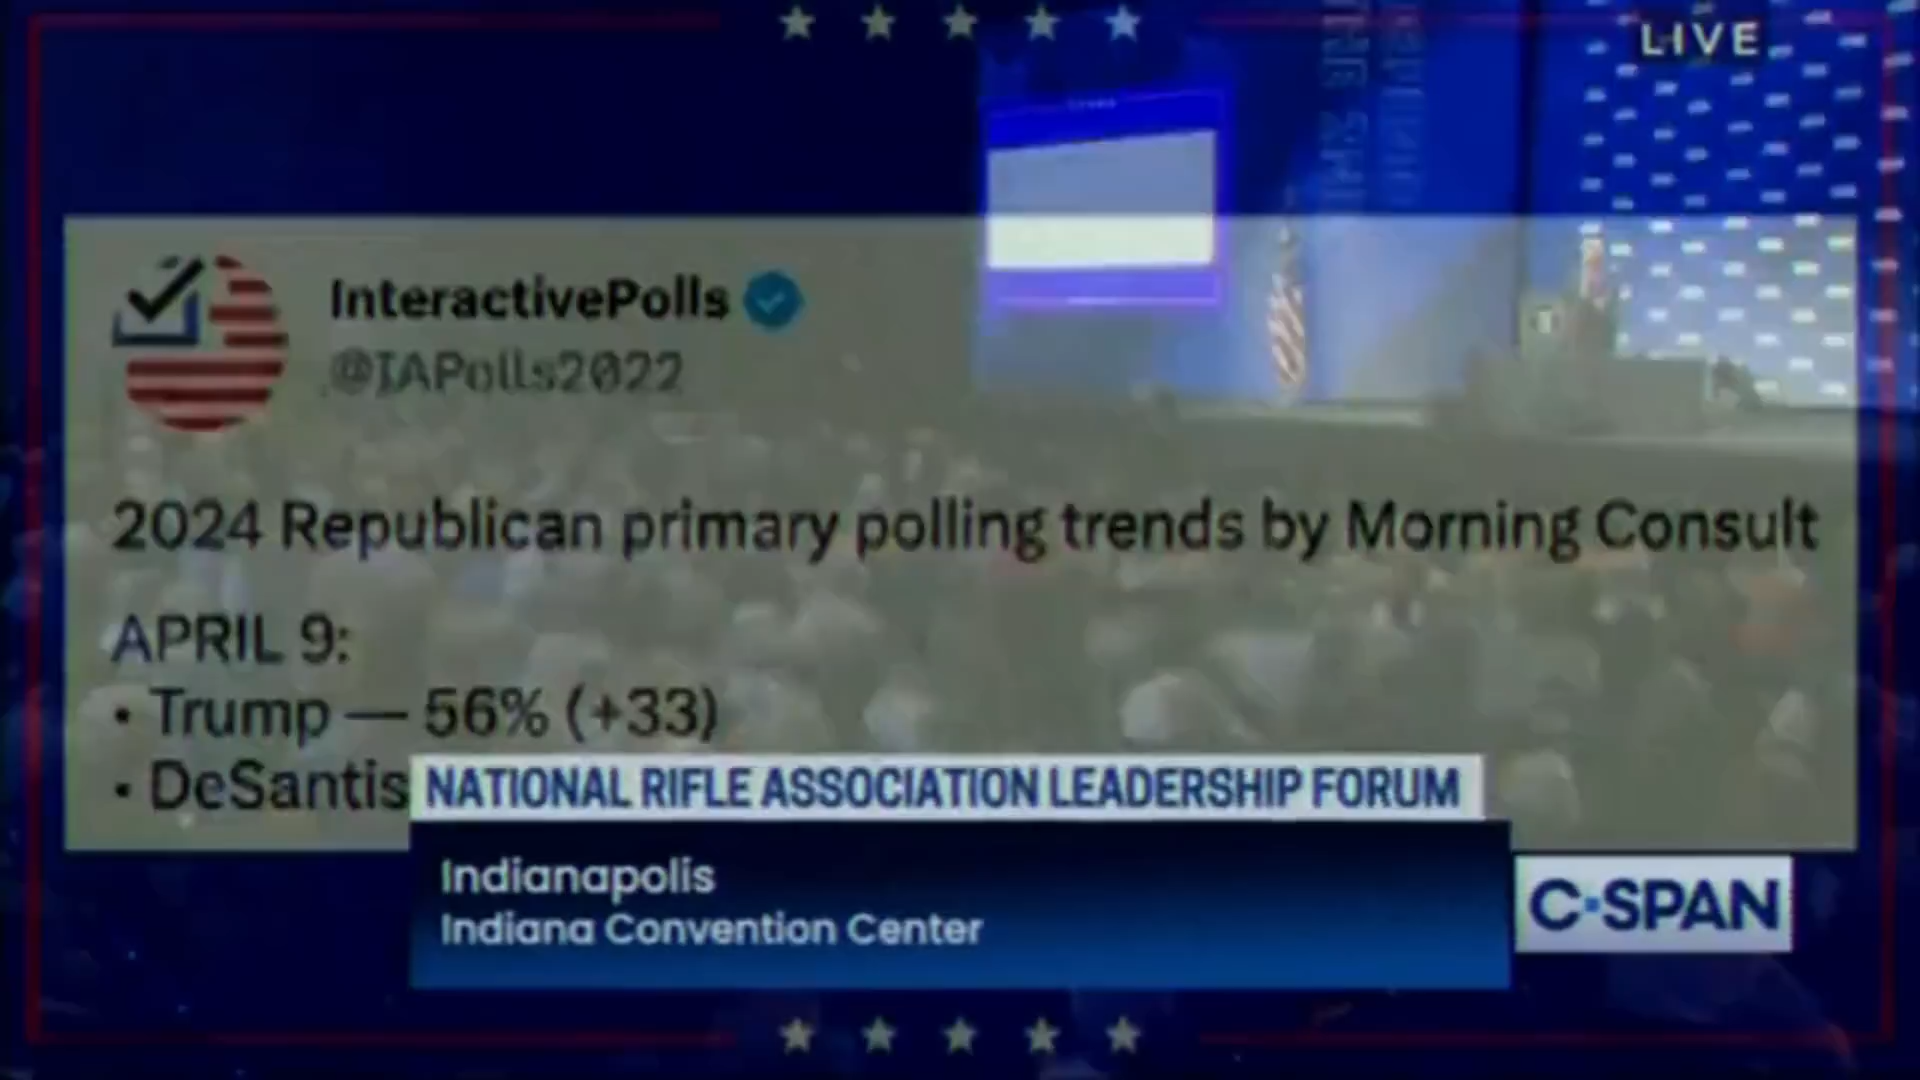 LIVE
InteractivePolls
@IAPolls2022
2024 Republican primary polling trends by Morning Consult
APRIL 9:
• Trump — 56% (+33)
• DeSantis
NATIONAL RIFLE ASSOCIATION LEADERSHIP FORUM
Indianapolis
Indiana Convention Center
C-SPAN